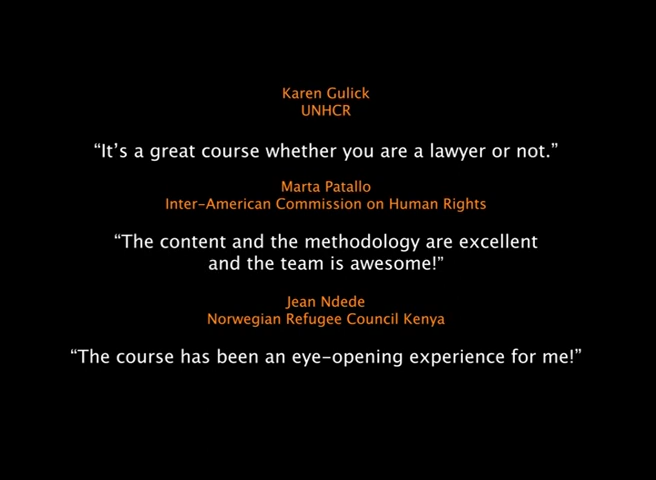 Karen Gulick
UNHCR
“It’s a great course whether you are a lawyer or not.”
Marta Patallo
Inter-American Commission on Human Rights
“The content and the methodology are excellent
and the team is awesome!”
Jean Ndede
Norwegian Refugee Council Kenya
“The course has been an eye-opening experience for me!”